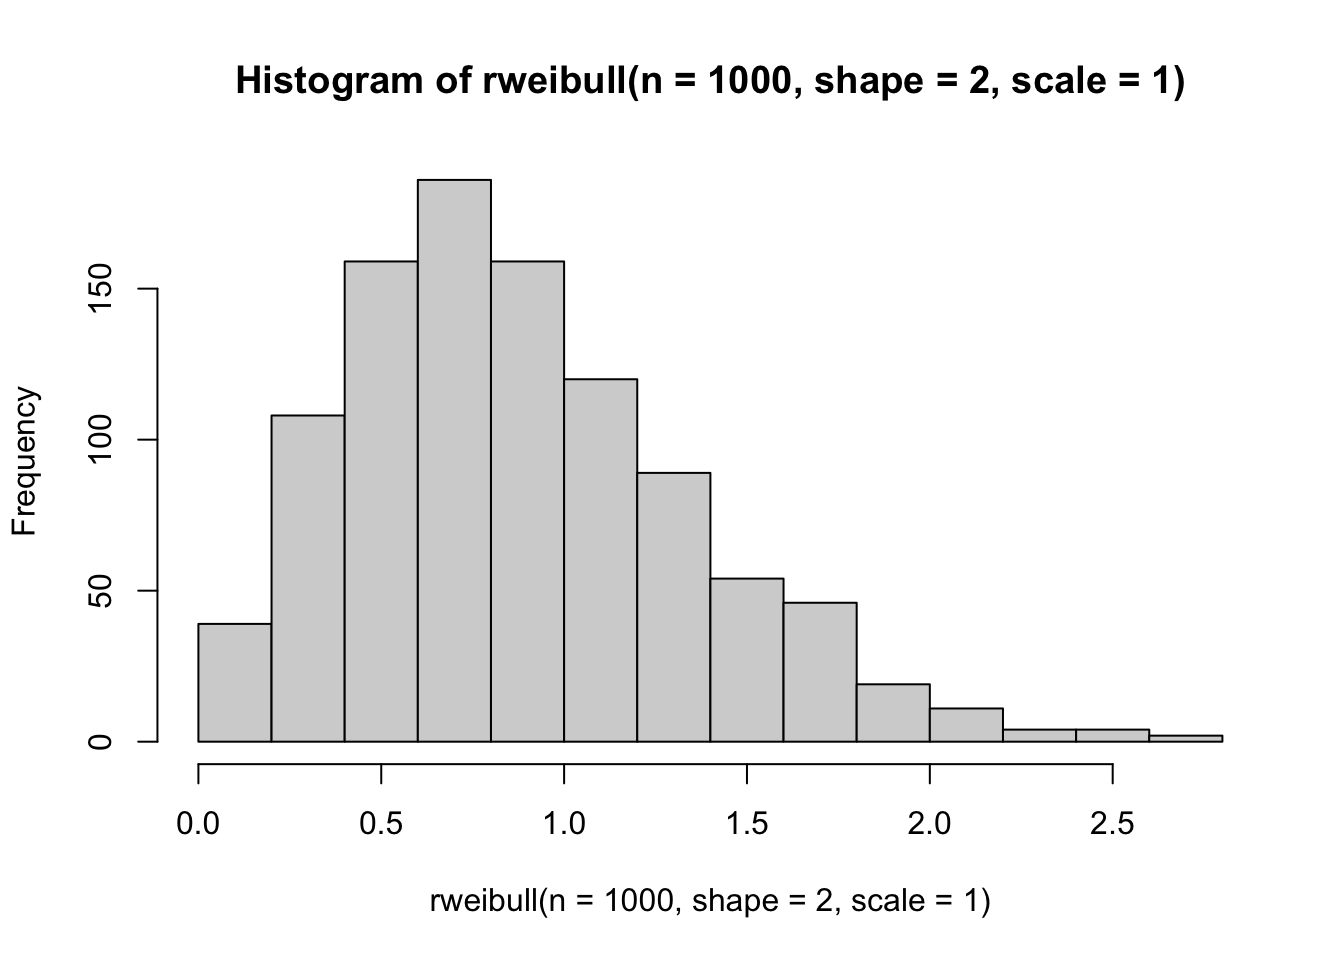 Histogram of rweibull(n = 1000, shape = 2, scale = 1)
Frequency
150
100
50
0
0.0 0.5 1.0 1.5 2.0 2.5
rweibull(n = 1000, shape = 2, scale = 1)